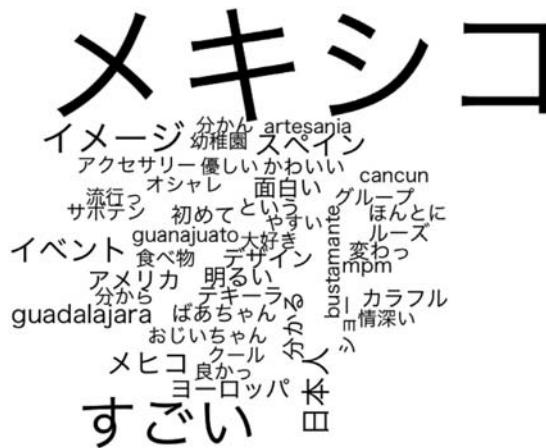 メキシコ
イメージ 分かん artesania
幼稚園 スペイン
アクセサリー 優しい かわいい
オシャレ 面白い cancun
流行っ グループ
サボテン 初めて という ほんとに
やすい
guanajuato 大好き ルーズ
イベント 食べ物 デザイン bustamante 変わっ
アメリカ 明るい mpm
分から テキーラ カラフル
guadalajara ばあちゃん 分かる ショー 情深い
おじいちゃん
メヒコ クール
良かっ
ヨーロッパ 日本人
すごい